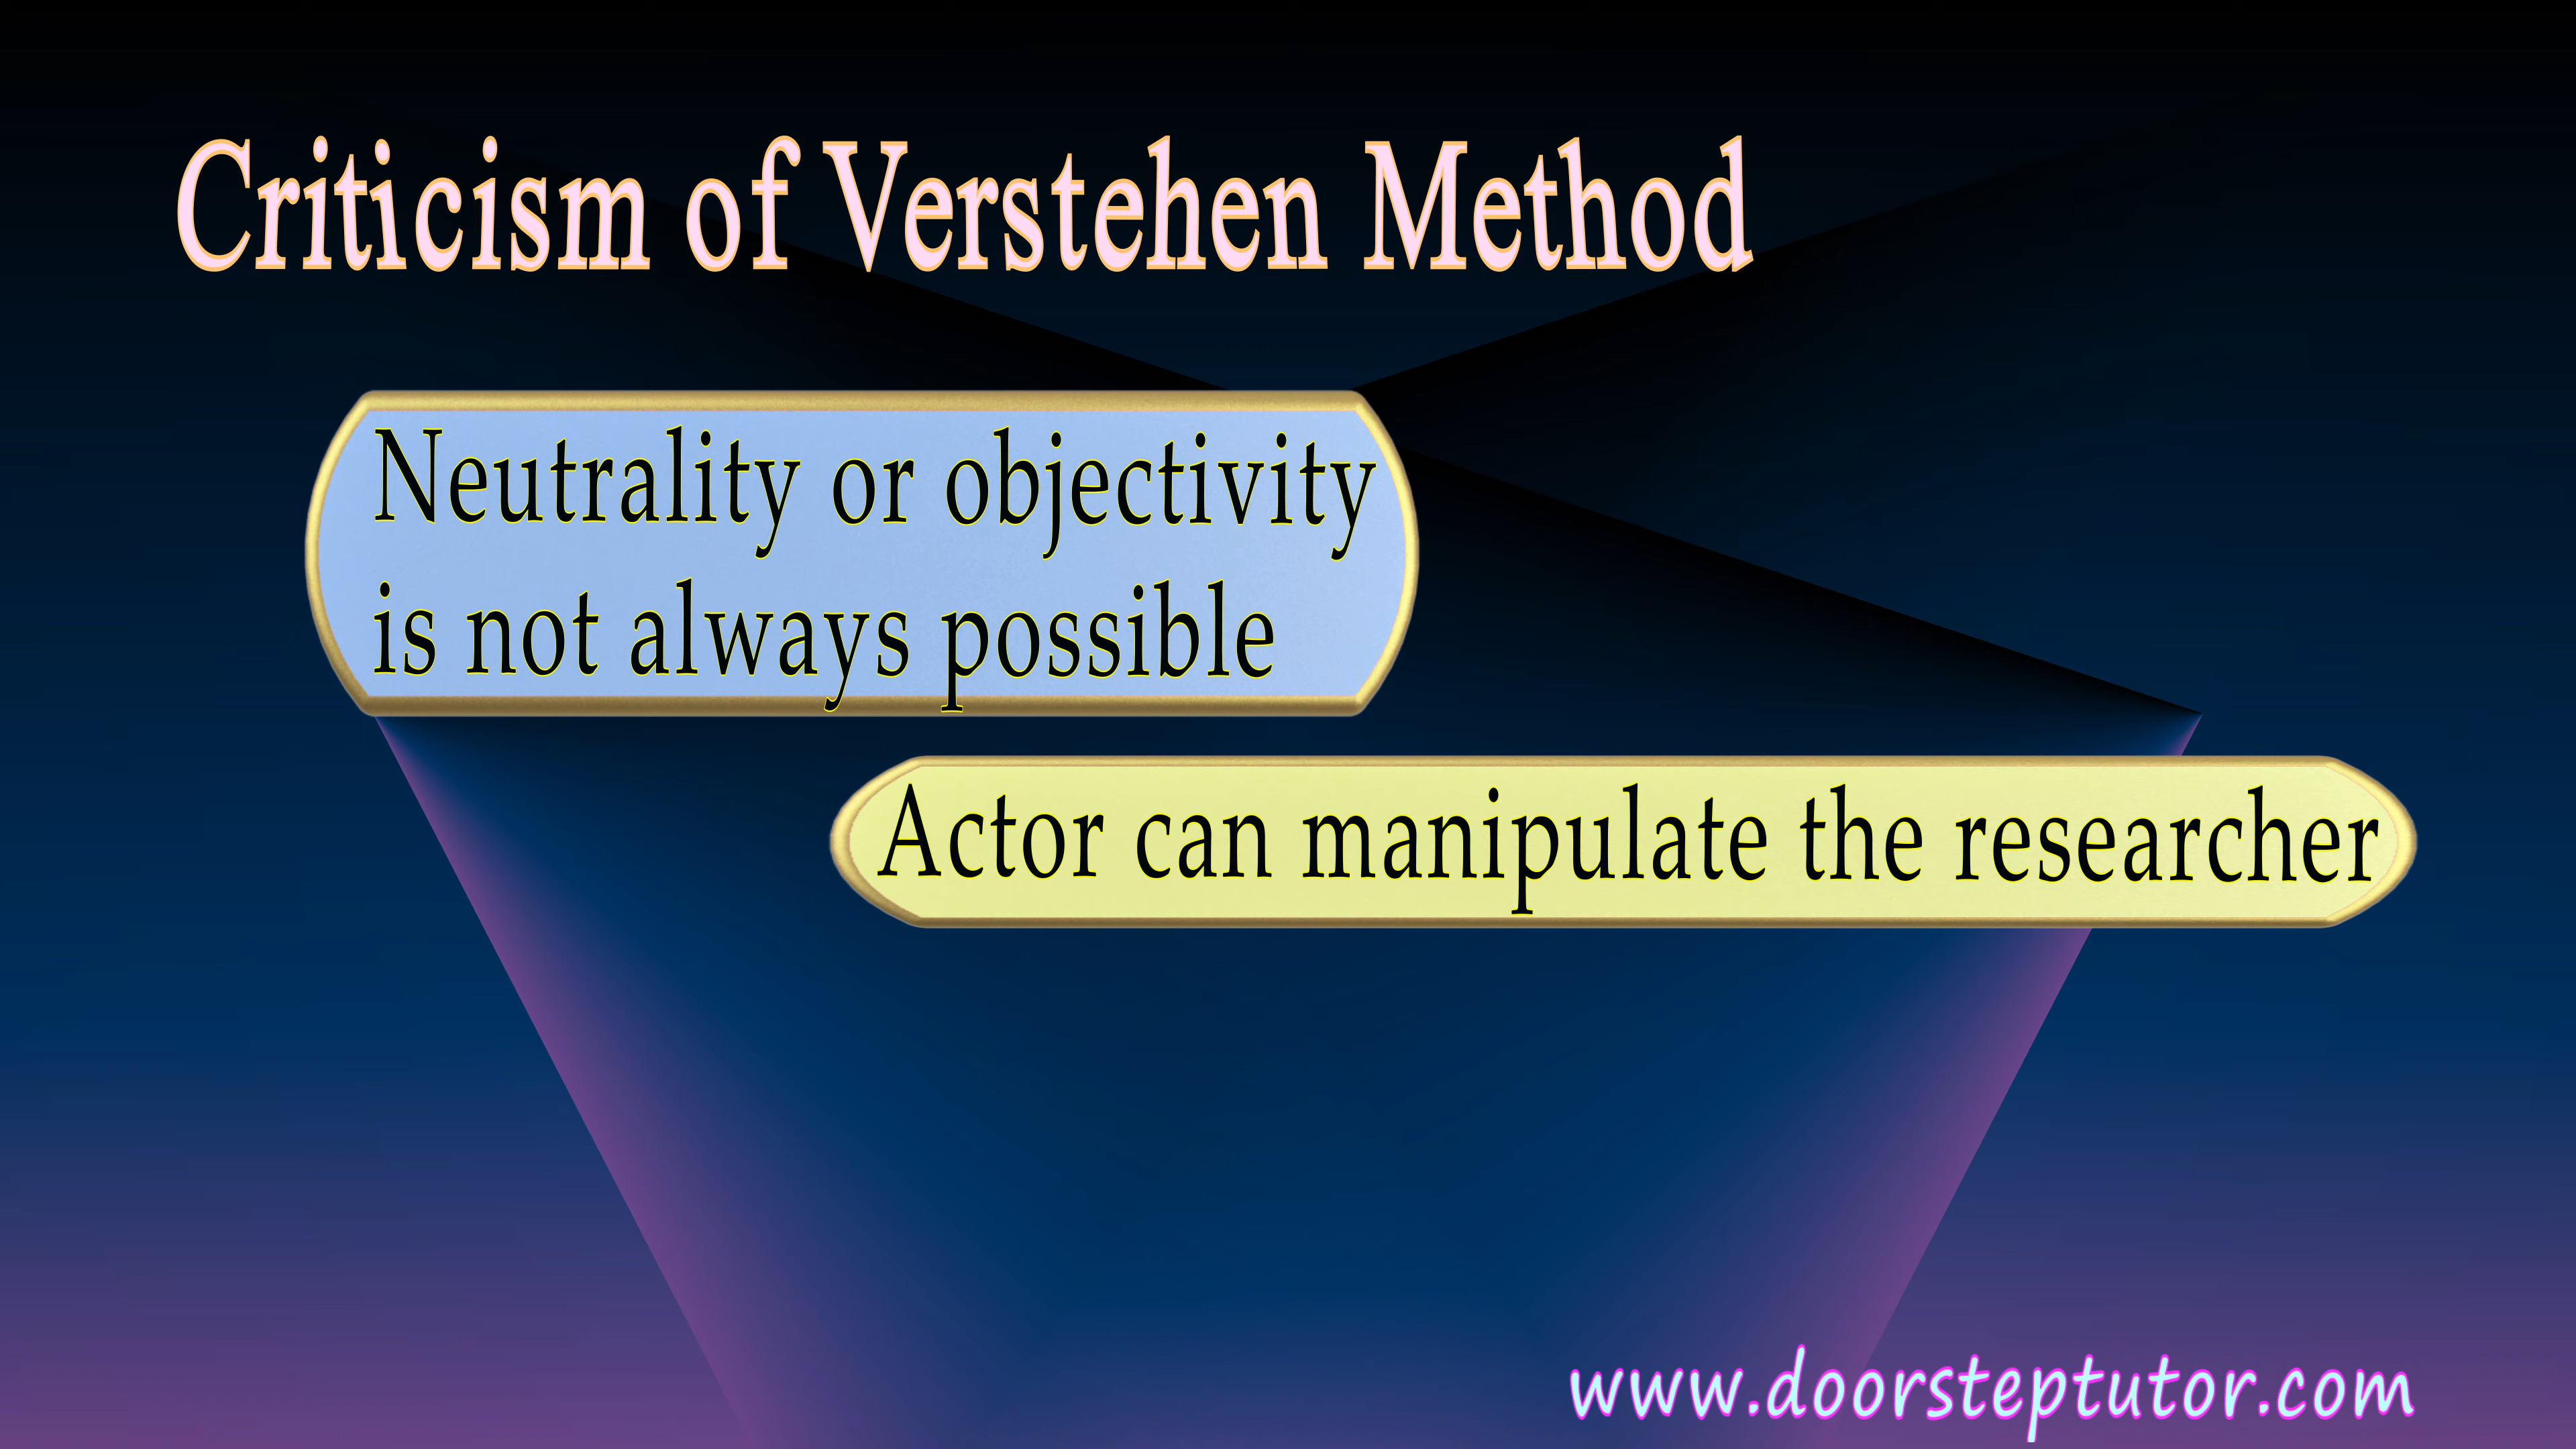 Criticism of Verstehen Method
Neutrality or objectivity
is not always possible
Actor can manipulate the researcher
www.doorsteptutor.com